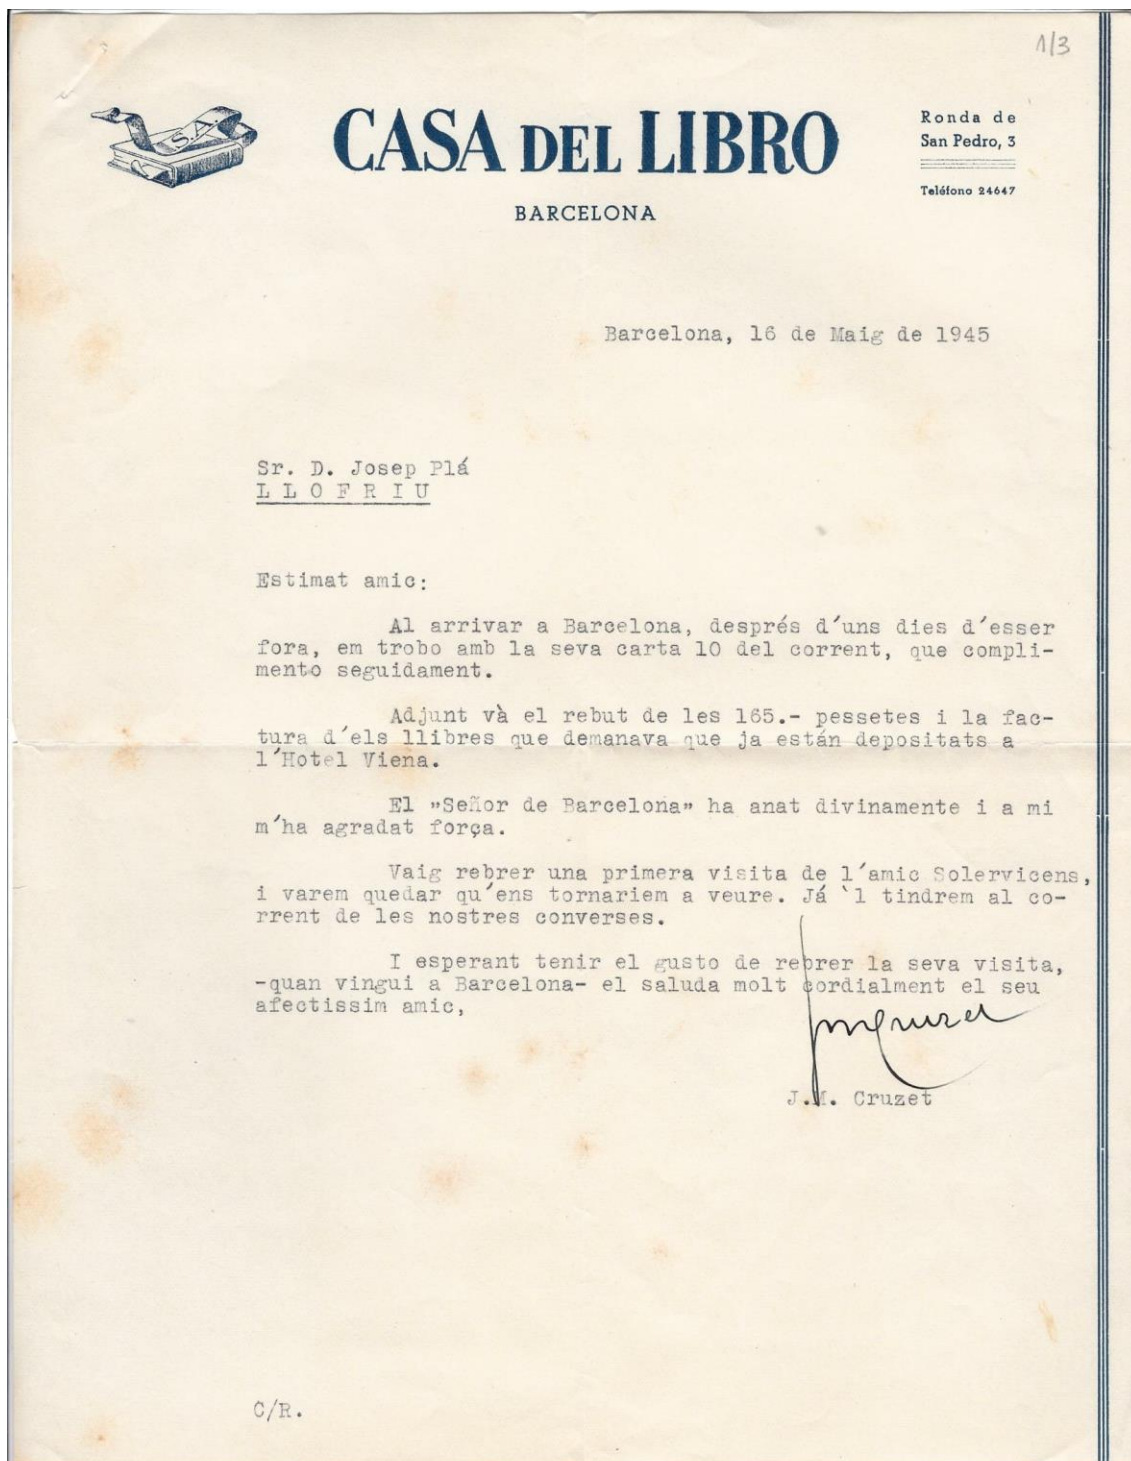 1/3
S.A.
CASA DEL LIBRO
BARCELONA
Ronda de
San Pedro, 3
Teléfono 24647
Barcelona, 16 de Maig de 1945
Sr. D. Josep Plá
L L O F R I U
Estimat amic:
Al arrivar a Barcelona, després d'uns dies d'esser
fora, em trobo amb la seva carta 10 del corrent, que compli-
mento seguidament.
Adjunt và el rebut de les 165.- pessetes i la fac-
tura d'els llibres que demanava que ja están depositats a
l'Hotel Viena.
El "Señor de Barcelona" ha anat divinament i a mi
m'ha agradat força.
Vaig rebrer una primera visita de l'amic Solervicens,
i varem quedar qu'ens tornariem a veure. Já 'l tindrem al co-
rrent de les nostres converses.
I esperant tenir el gusto de rebrer la seva visita,
-quan vingui a Barcelona- el saluda molt cordialment el seu
afectissim amic,
JMCruzet
J.M. Cruzet
C/R.